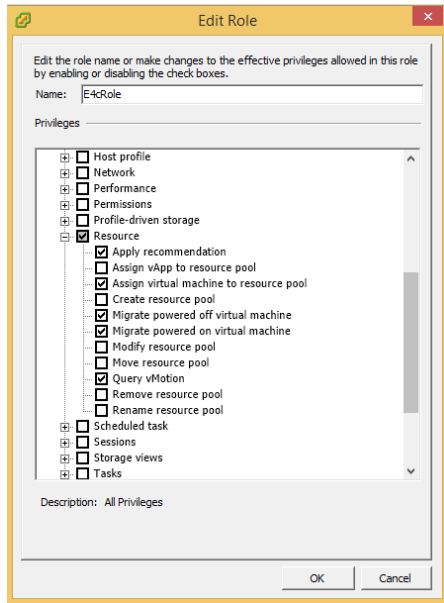 Edit Role
Edit the role name or make changes to the effective privileges allowed in this role
by enabling or disabling the check boxes.
Name: E4cRole
Privileges
Host profile
Network
Performance
Permissions
Profile-driven storage
Resource
Apply recommendation
Assign vApp to resource pool
Assign virtual machine to resource pool
Create resource pool
Migrate powered off virtual machine
Migrate powered on virtual machine
Modify resource pool
Move resource pool
Query vMotion
Remove resource pool
Rename resource pool
Scheduled task
Sessions
Storage views
Tasks
Description: All Privileges
OK Cancel